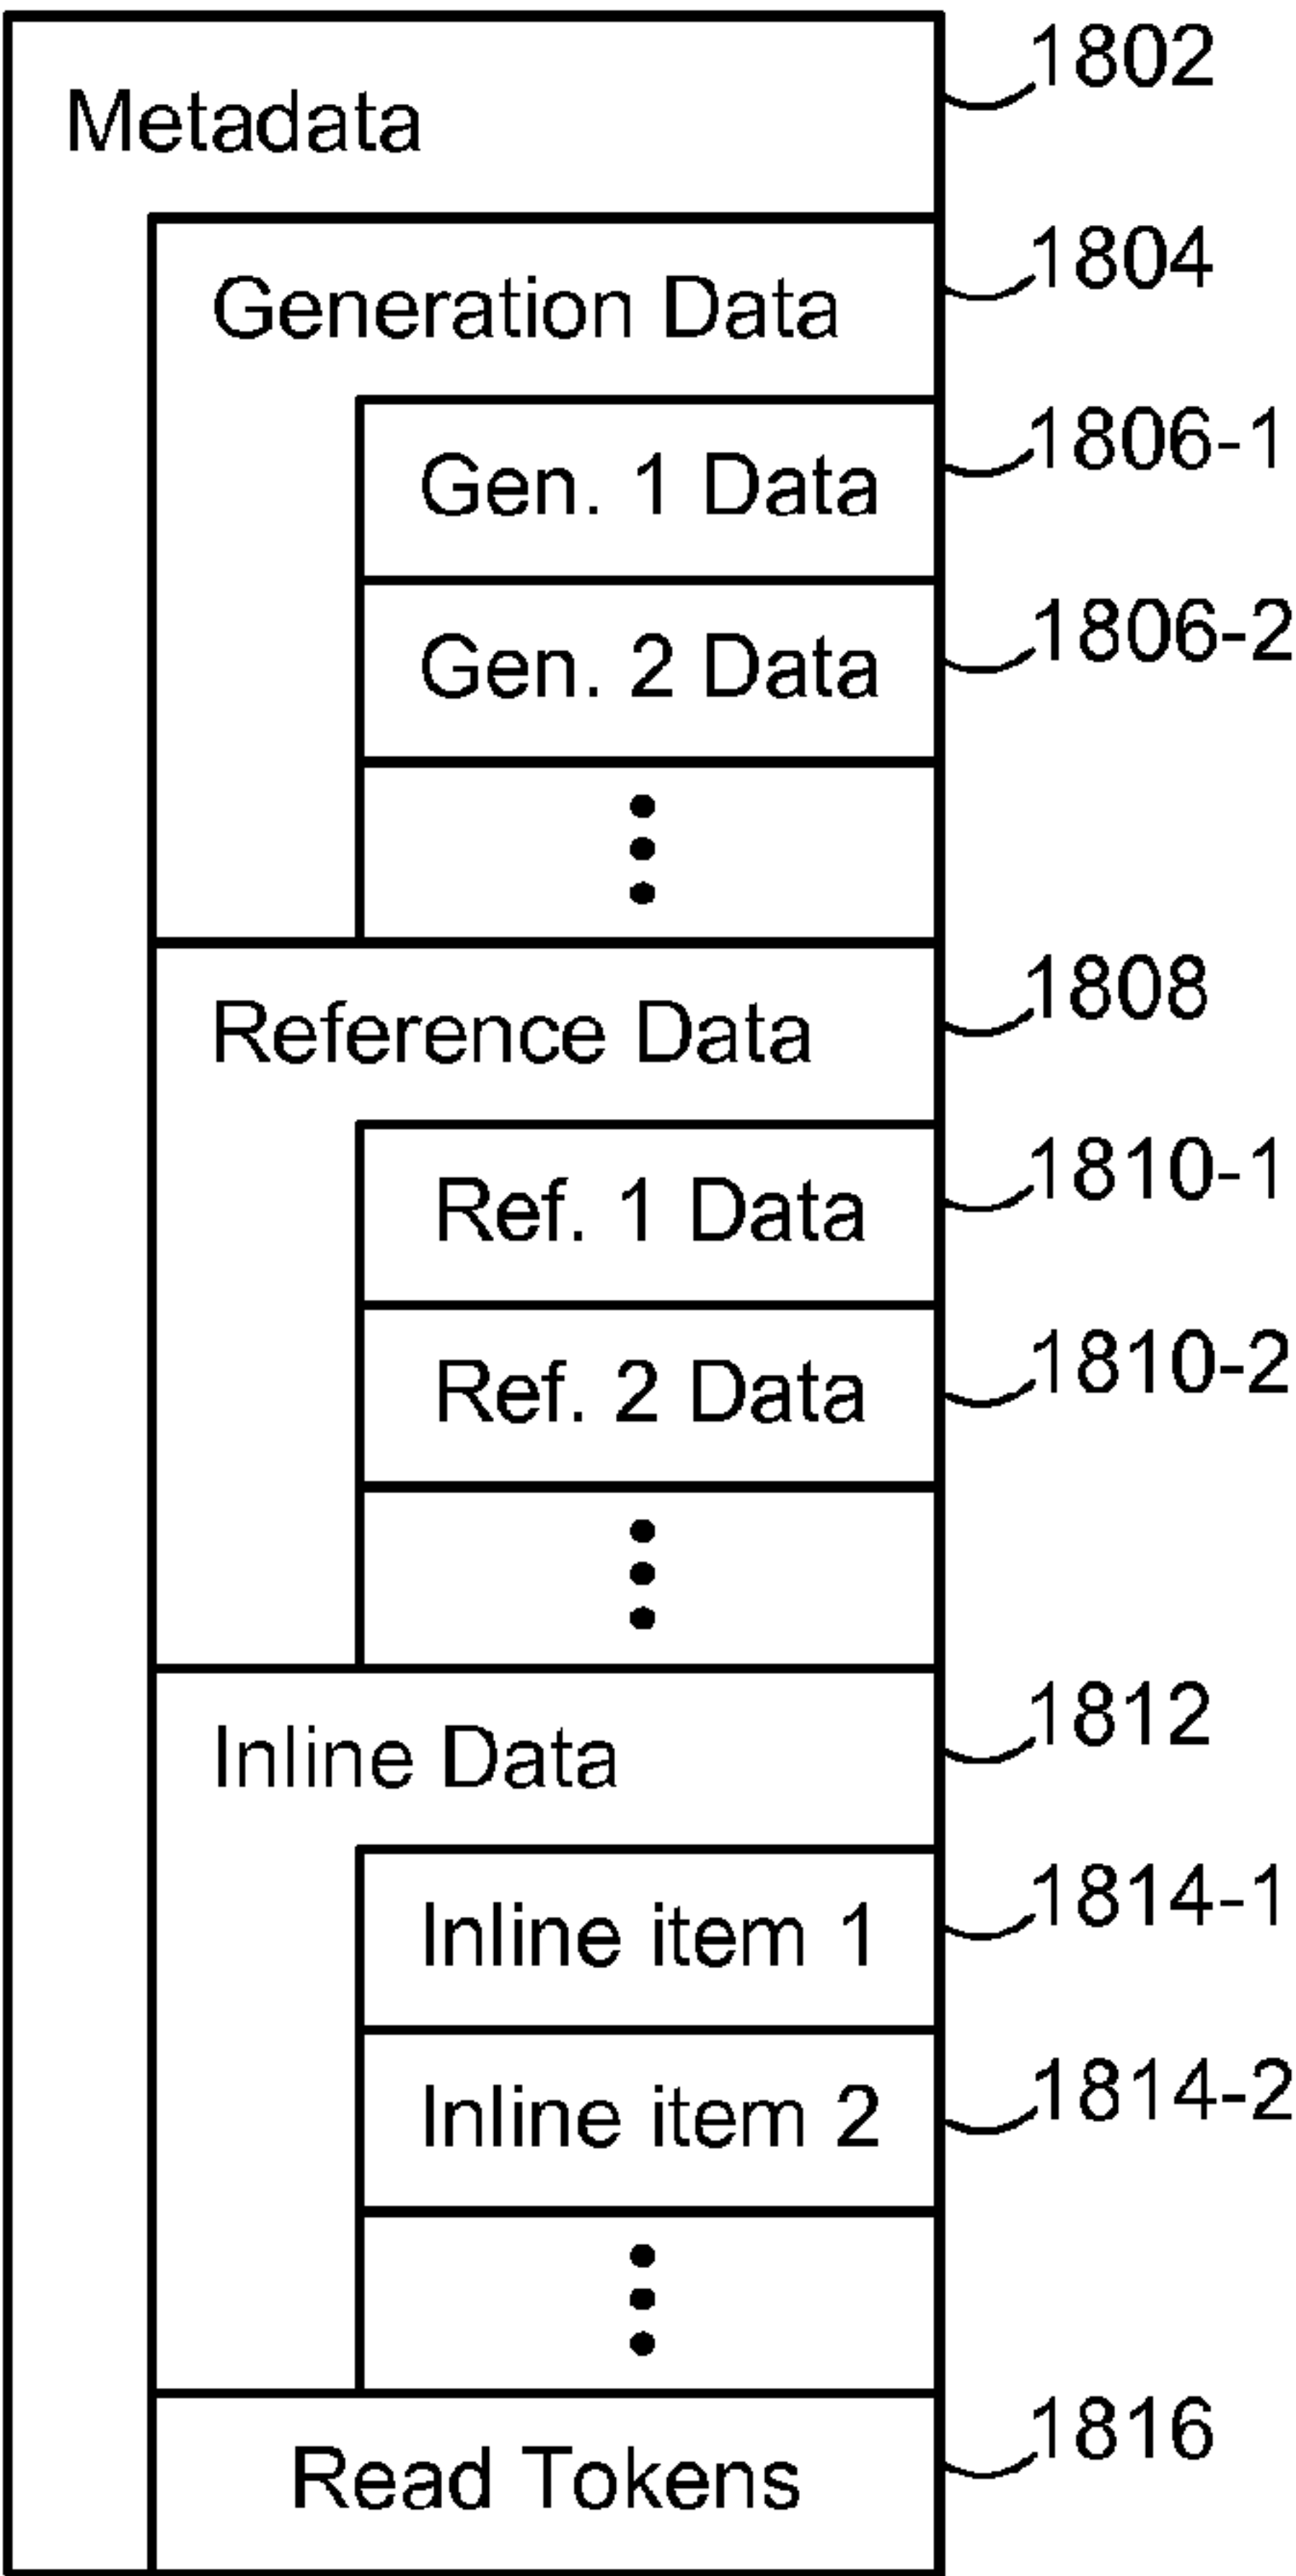 1802
Metadata
1804
Generation Data
1806-1
Gen. 1 Data
1806-2
Gen. 2 Data
1808
Reference Data
1810-1
Ref. 1 Data
1810-2
Ref. 2 Data
1812
Inline Data
1814-1
Inline item 1
1814-2
Inline item 2
1816
Read Tokens